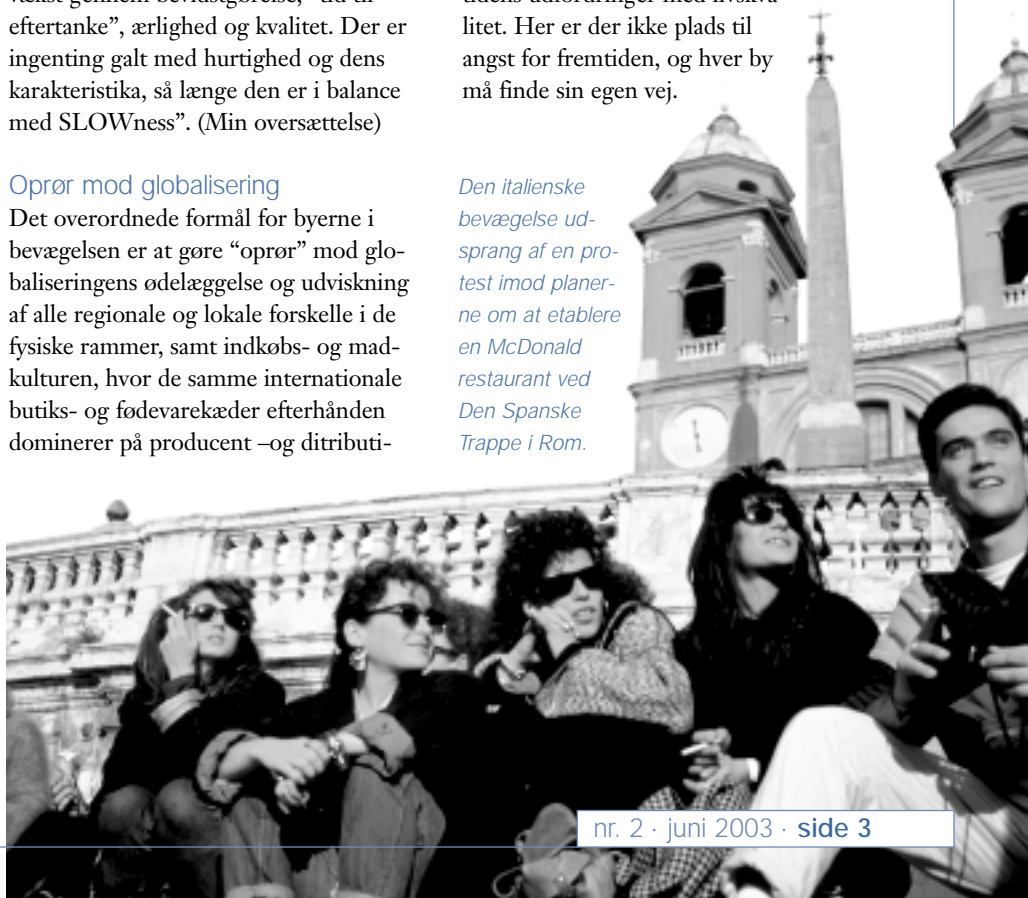 eftertanke”, ærlighed og kvalitet. Der er
ingenting galt med hurtighed og dens
karakteristika, så længe den er i balance
med SLOWness”. (Min oversættelse)
Oprør mod globalisering
Det overordnede formål for byerne i
bevægelsen er at gøre “oprør” mod glo-
baliseringens ødelæggelse og udviskning
af alle regionale og lokale forskelle i de
fysiske rammer, samt indkøbs- og mad-
kulturen, hvor de samme internationale
butiks- og fødevarekæder efterhånden
dominerer på producent –og ditributi-
litet. Her er der ikke plads til
angst for fremtiden, og hver by
må finde sin egen vej.
Den italienske
bevægelse ud-
sprang af en pro-
test imod planer-
ne om at etablere
en McDonald
restaurant ved
Den Spanske
Trappe i Rom.
nr. 2 · juni 2003 · side 3